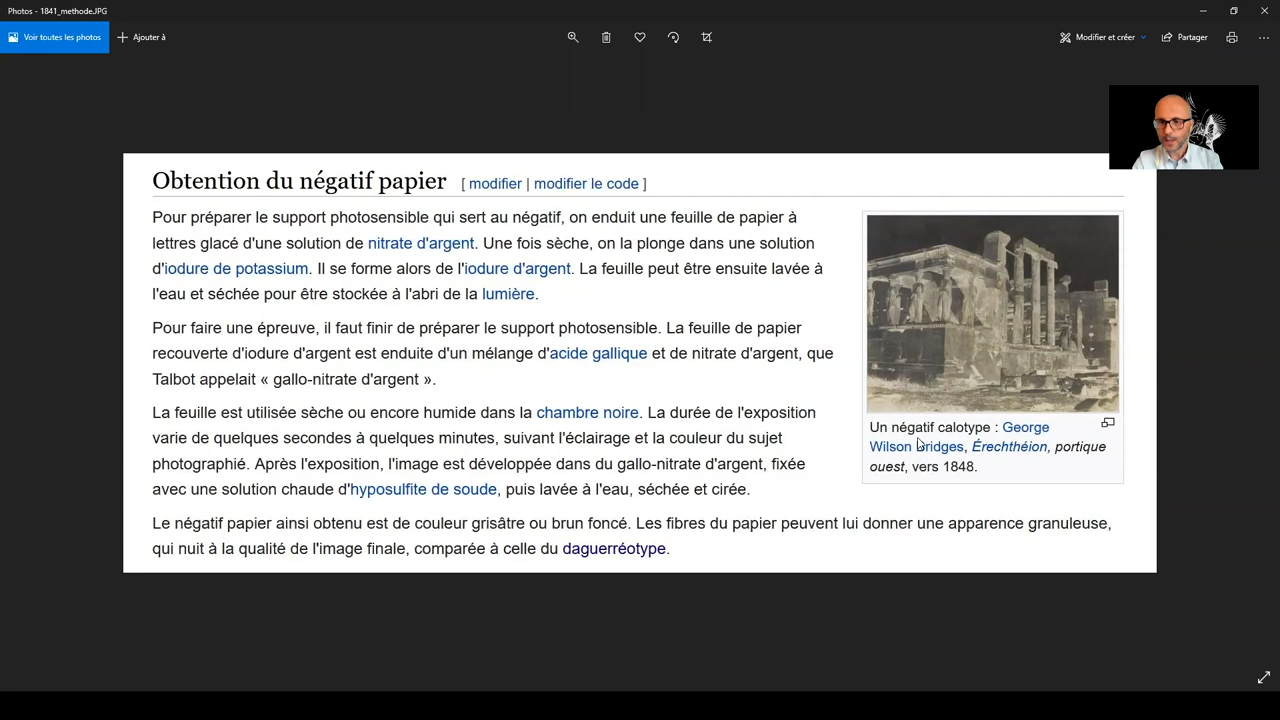 Photos - 1841_methode.JPG
Voir toutes les photos
Ajouter à
Modifier et créer
Partager
Obtention du négatif papier [ modifier | modifier le code ]
Pour préparer le support photosensible qui sert au négatif, on enduit une feuille de papier à
lettres glacé d'une solution de nitrate d'argent. Une fois sèche, on la plonge dans une solution
d'iodure de potassium. Il se forme alors de l'iodure d'argent. La feuille peut être ensuite lavée à
l'eau et séchée pour être stockée à l'abri de la lumière.
Pour faire une épreuve, il faut finir de préparer le support photosensible. La feuille de papier
recouverte d'iodure d'argent est enduite d'un mélange d'acide gallique et de nitrate d'argent, que
Talbot appelait « gallo-nitrate d'argent ».
La feuille est utilisée sèche ou encore humide dans la chambre noire. La durée de l'exposition
varie de quelques secondes à quelques minutes, suivant l'éclairage et la couleur du sujet
photographié. Après l'exposition, l'image est développée dans du gallo-nitrate d'argent, fixée
avec une solution chaude d'hyposulfite de soude, puis lavée à l'eau, séchée et cirée.
Le négatif papier ainsi obtenu est de couleur grisâtre ou brun foncé. Les fibres du papier peuvent lui donner une apparence granuleuse,
qui nuit à la qualité de l'image finale, comparée à celle du daguerréotype.
Un négatif calotype : George
Wilson Bridges, Érechthéion, portique
ouest, vers 1848.